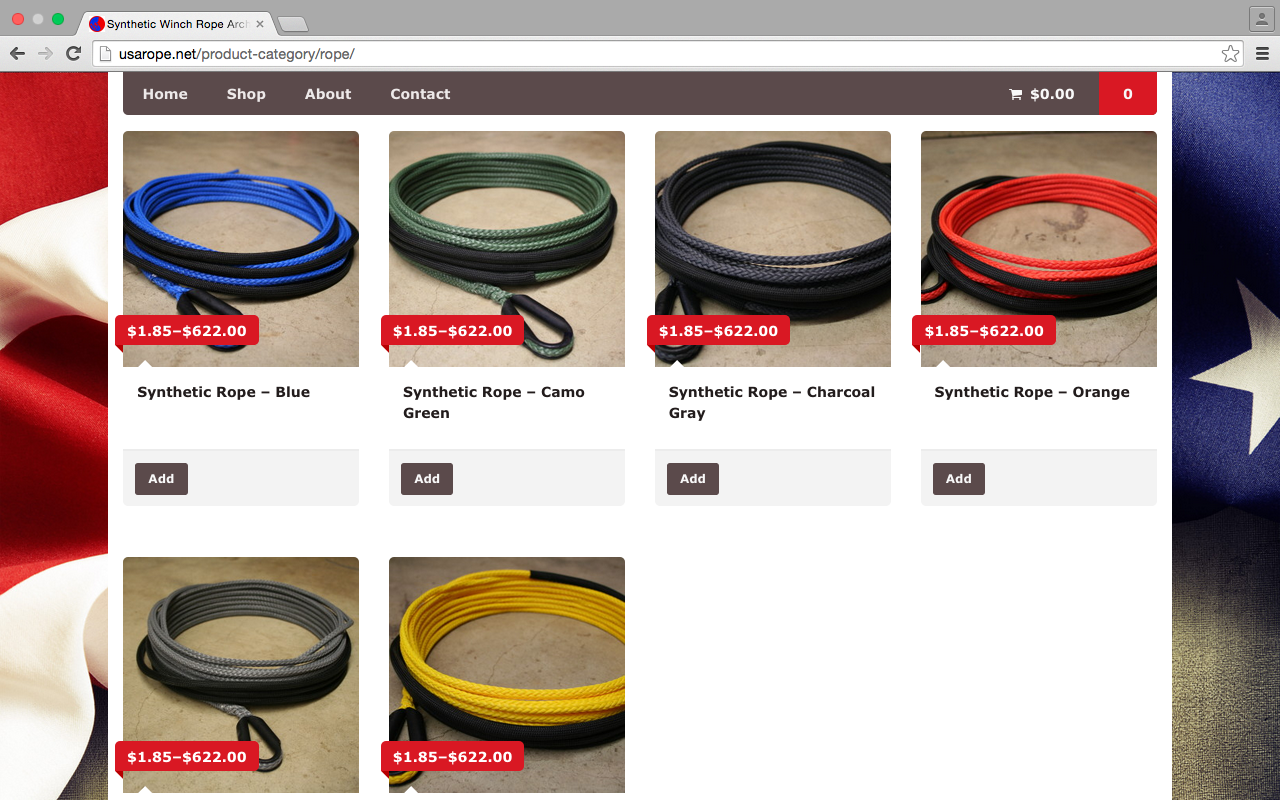 Synthetic Winch Rope Arc
usarope.net/product-category/rope/
Home Shop About Contact $0.00 0
$1.85–$622.00 $1.85–$622.00 $1.85–$622.00 $1.85–$622.00
Synthetic Rope – Blue
Synthetic Rope – Camo
Green
Synthetic Rope – Charcoal
Gray
Synthetic Rope – Orange
Add Add Add Add
$1.85–$622.00 $1.85–$622.00